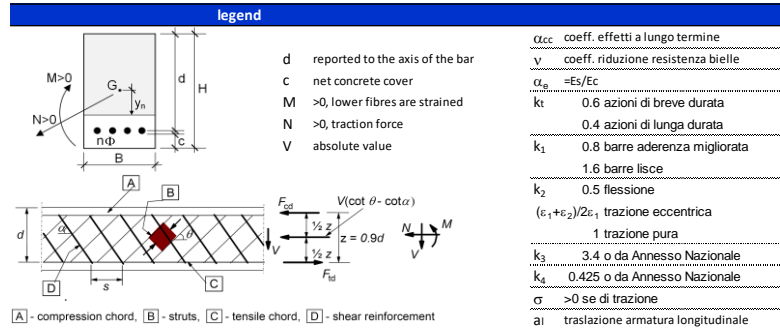 legend
M>0
N>0
G
yn
nΦ
B
d
H
c
d reported to the axis of the bar
c net concrete cover
M >0, lower fibres are strained
N >0, traction force
V absolute value
A
B
d
α
θ
s
D
C
V
Fcd
V(cot θ - cotα)
½ z
½ z
z = 0.9d
Ftd
N
M
V
A - compression chord, B - struts, C - tensile chord, D - shear reinforcement
αcc coeff. effetti a lungo termine
ν coeff. riduzione resistenza bielle
αe =Es/Ec
kt 0.6 azioni di breve durata
0.4 azioni di lunga durata
k1 0.8 barre aderenza migliorata
1.6 barre lisce
k2 0.5 flessione
(ε1+ε2)/2ε1 trazione eccentrica
1 trazione pura
k3 3.4 o da Annesso Nazionale
k4 0.425 o da Annesso Nazionale
σ >0 se di trazione
al traslazione armatura longitudinale